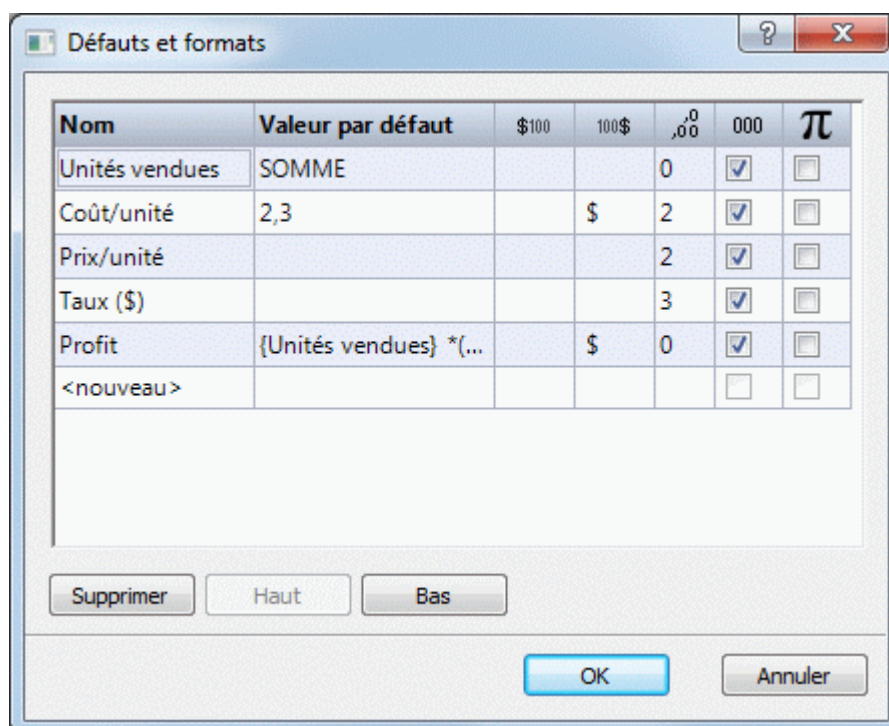 Défauts et formats
Nom Valeur par défaut $100 100$ ,00,0 000 π
Unités vendues SOMME 0
Coût/unité 2,3 $ 2
Prix/unité 2
Taux ($) 3
Profit {Unités vendues} *(... $ 0
<nouveau>
Supprimer Haut Bas
OK Annuler